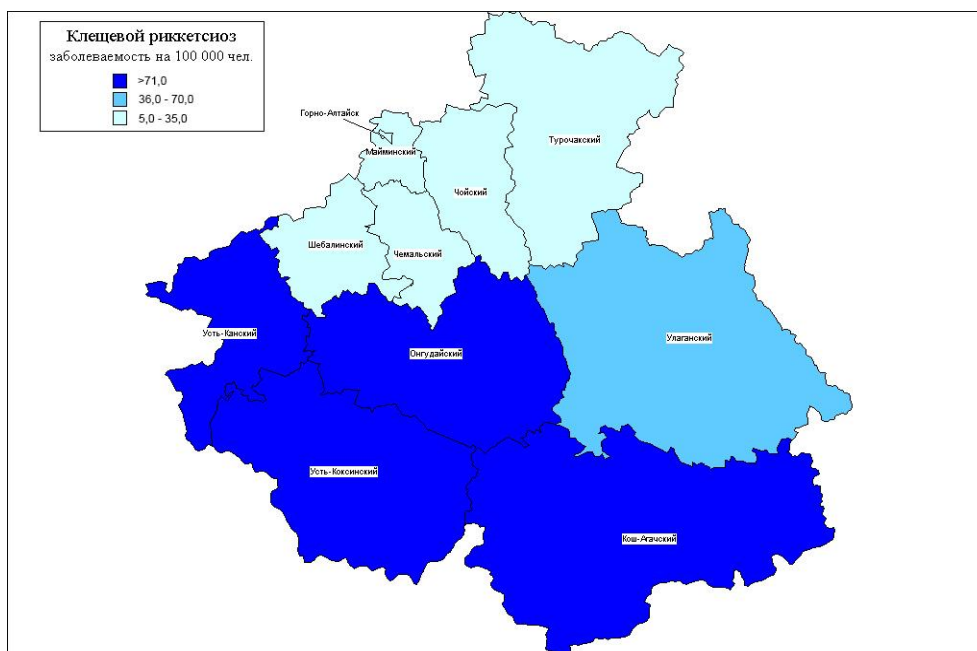 Клещевой риккетсиоз
заболеваемость на 100 000 чел.
>71,0
36,0 - 70,0
5,0 - 35,0
Горно-Алтайск
Майминский
Турочакский
Чойский
Шебалинский
Чемальский
Усть-Канский
Онгудайский
Улаганский
Усть-Коксинский
Кош-Агачский